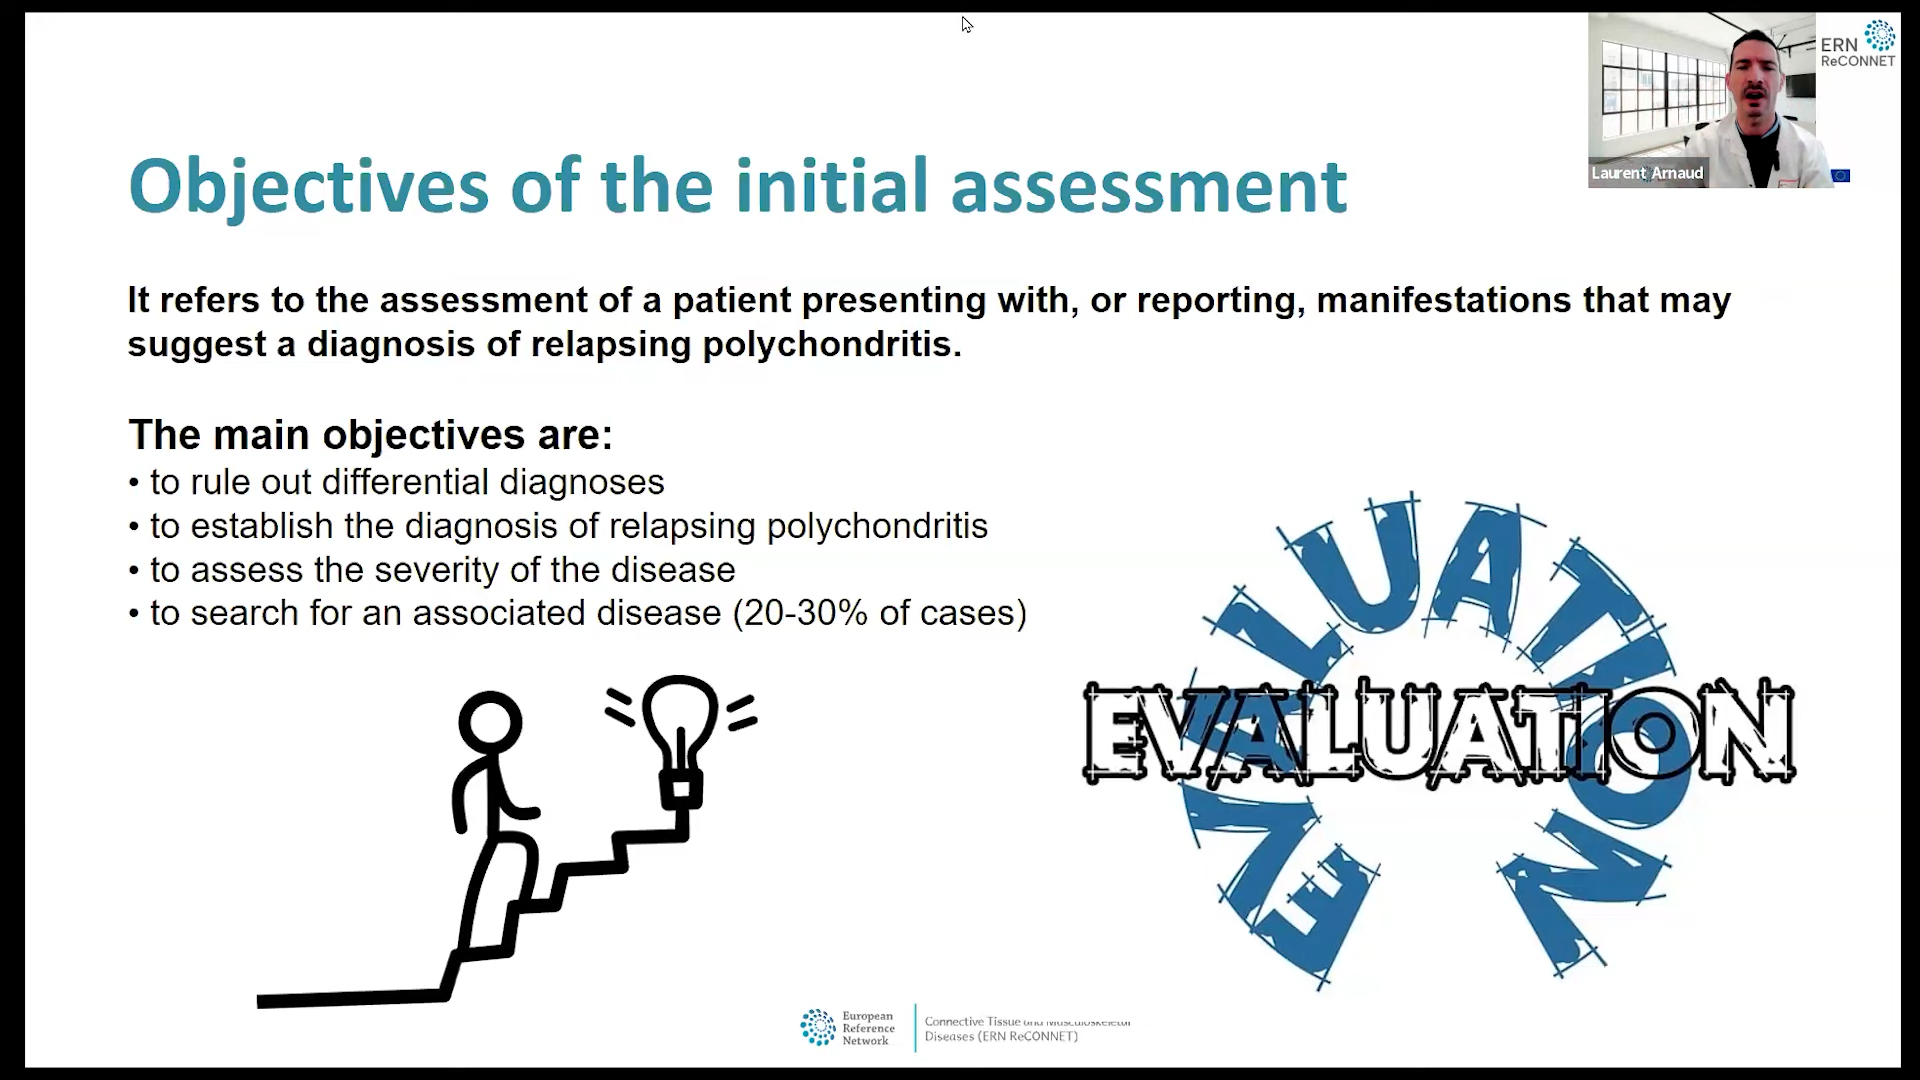 ERN
ReCONNET
Laurent Arnaud
Objectives of the initial assessment
It refers to the assessment of a patient presenting with, or reporting, manifestations that may
suggest a diagnosis of relapsing polychondritis.
The main objectives are:
• to rule out differential diagnoses
• to establish the diagnosis of relapsing polychondritis
• to assess the severity of the disease
• to search for an associated disease (20-30% of cases)
EVALUATION
EVALUATION
European
Reference
Network
Connective Tissue and Musculoskeletal
Diseases (ERN ReCONNET)